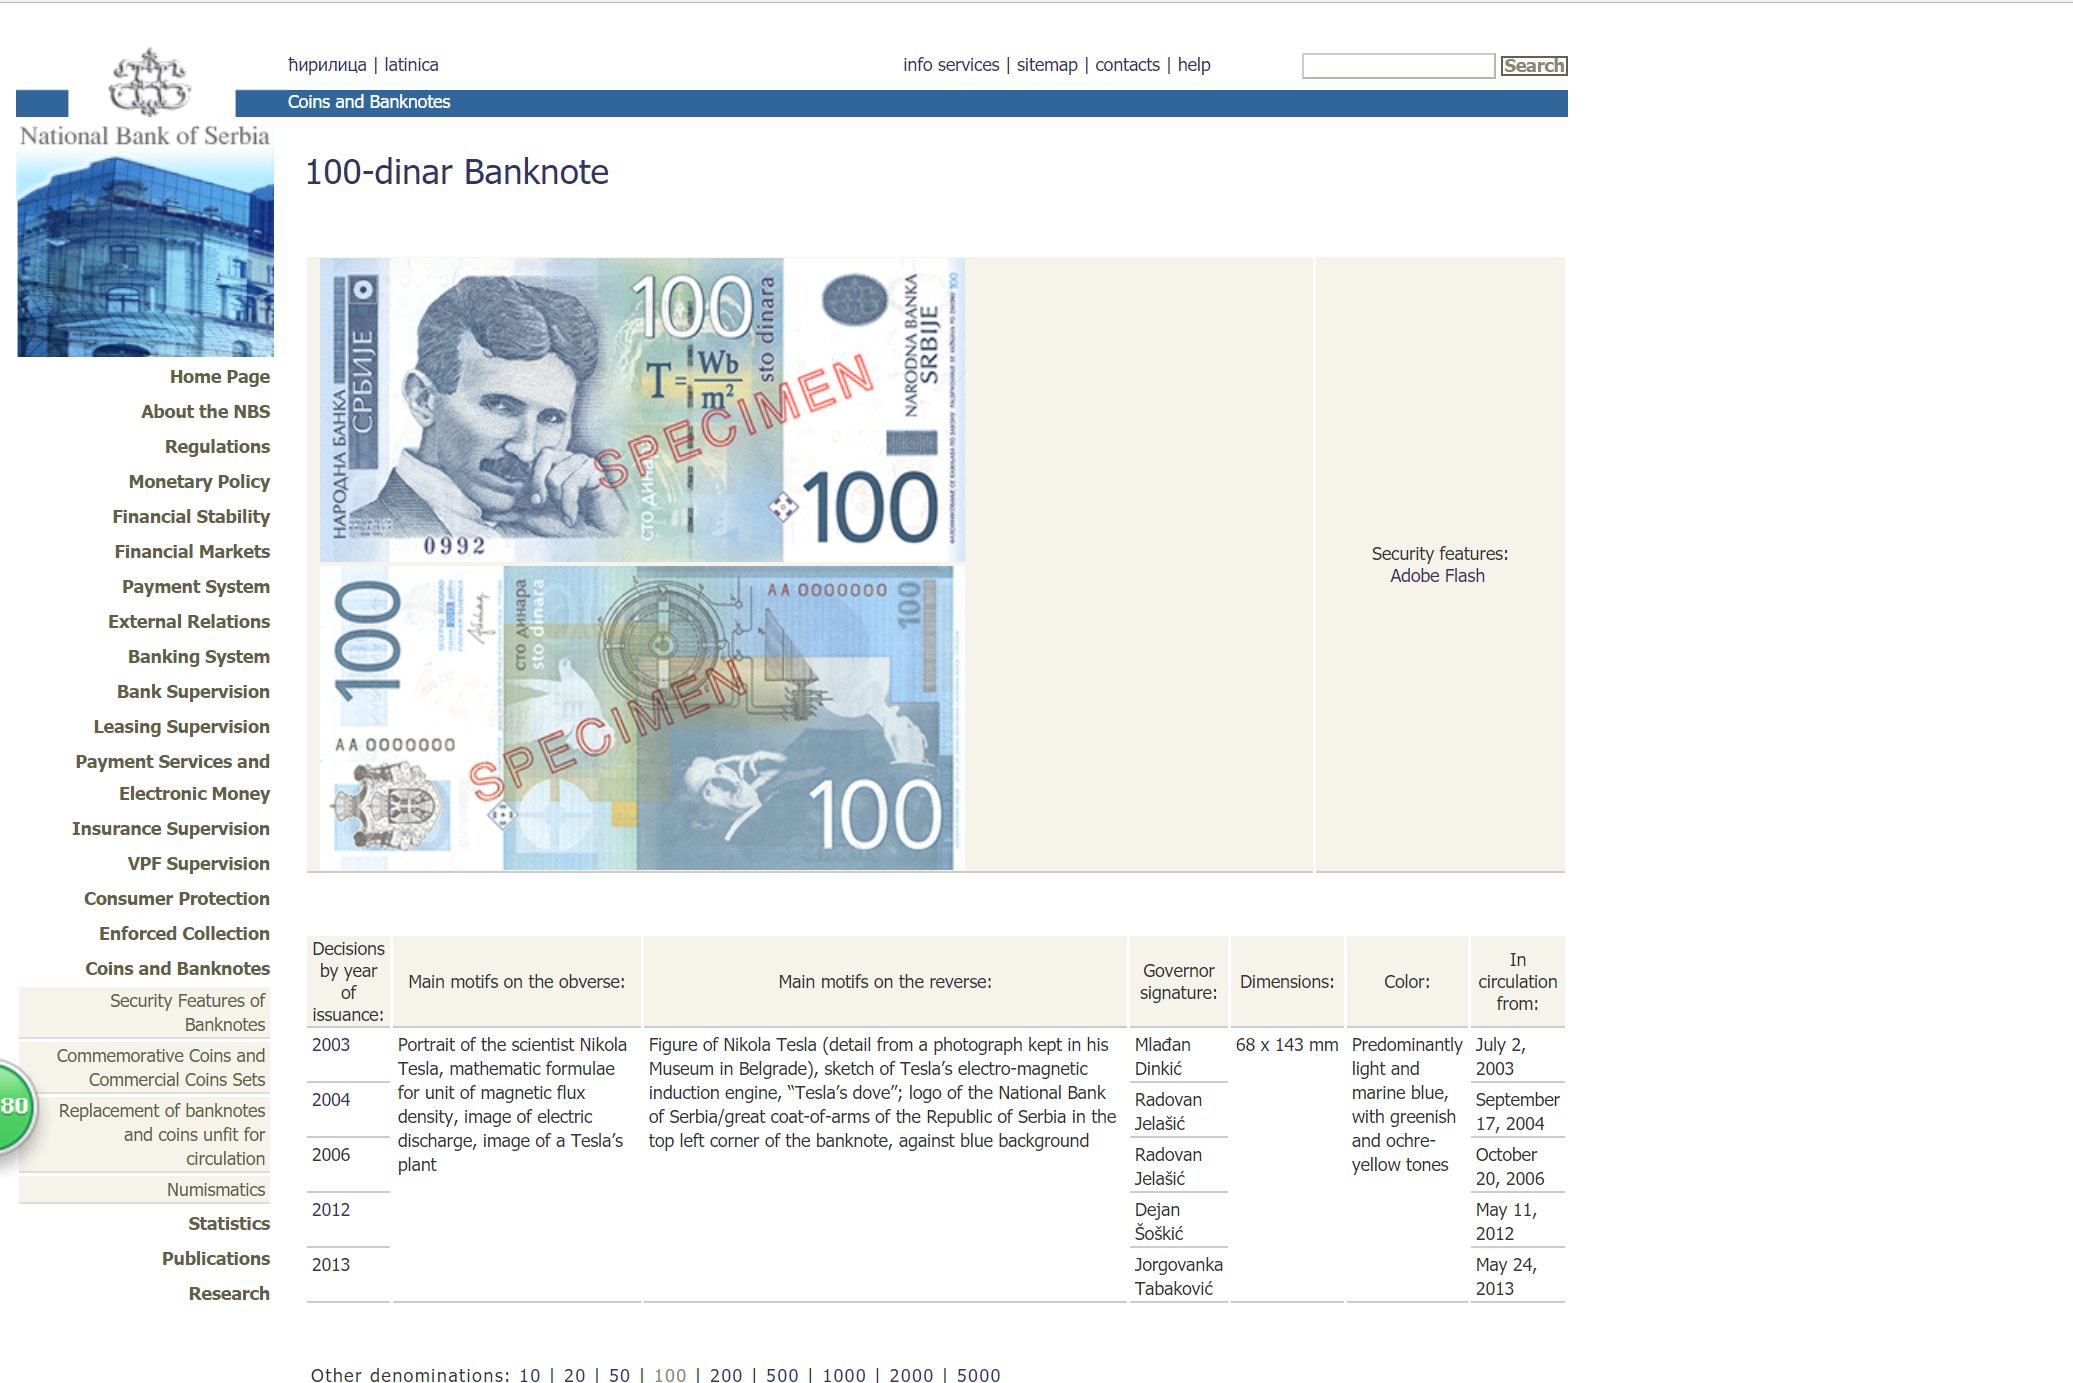 ћирилица | latinica
info services | sitemap | contacts | help
Search
Coins and Banknotes
National Bank of Serbia
100-dinar Banknote
НАРОДНА БАНКА
СРБИЈЕ
100
sto dinara
T = Wb/m²
NARODNA BANKA
SRBIJE
SPECIMEN
сто динара
100
0992
100
сто динара
sto dinara
AA 0000000
100
SPECIMEN
AA 0000000
100
Security features:
Adobe Flash
Home Page
About the NBS
Regulations
Monetary Policy
Financial Stability
Financial Markets
Payment System
External Relations
Banking System
Bank Supervision
Leasing Supervision
Payment Services and
Electronic Money
Insurance Supervision
VPF Supervision
Consumer Protection
Enforced Collection
Coins and Banknotes
Security Features of
Banknotes
Commemorative Coins and
Commercial Coins Sets
Replacement of banknotes
and coins unfit for
circulation
Numismatics
Statistics
Publications
Research
80
Decisions
by year
of
issuance:
Main motifs on the obverse:
Main motifs on the reverse:
Governor
signature:
Dimensions:
Color:
In
circulation
from:
2003
2004
2006
2012
2013
Portrait of the scientist Nikola
Tesla, mathematic formulae
for unit of magnetic flux
density, image of electric
discharge, image of a Tesla's
plant
Figure of Nikola Tesla (detail from a photograph kept in his
Museum in Belgrade), sketch of Tesla's electro-magnetic
induction engine, “Tesla's dove”; logo of the National Bank
of Serbia/great coat-of-arms of the Republic of Serbia in the
top left corner of the banknote, against blue background
Mlađan
Dinkić
Radovan
Jelašić
Radovan
Jelašić
Dejan
Šoškić
Jorgovanka
Tabaković
68 x 143 mm
Predominantly
light and
marine blue,
with greenish
and ochre-
yellow tones
July 2,
2003
September
17, 2004
October
20, 2006
May 11,
2012
May 24,
2013
Other denominations: 10 | 20 | 50 | 100 | 200 | 500 | 1000 | 2000 | 5000